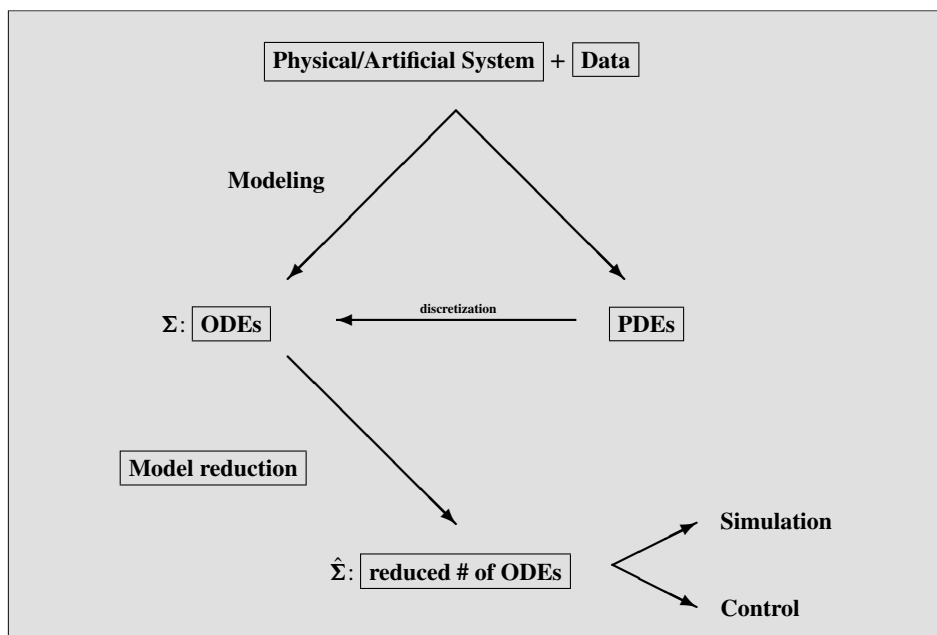 Physical/Artificial System + Data
Modeling
discretization
Σ: ODEs
PDEs
Model reduction
Simulation
Σ̂: reduced # of ODEs
Control